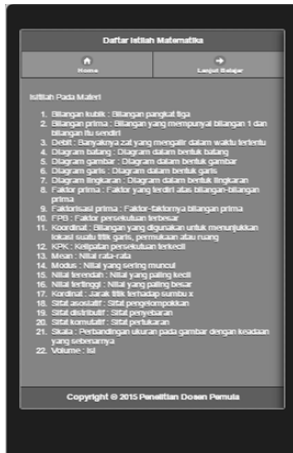 Daftar Istilah Matematika
Home
Lanjut Belajar
Istilah Pada Materi
1. Bilangan kubik : Bilangan pangkat tiga
2. Bilangan prima : Bilangan yang mempunyai bilangan 1 dan
bilangan itu sendiri
3. Debit : Banyaknya zat yang mengalir dalam waktu tertentu
4. Diagram batang : Diagram dalam bentuk batang
5. Diagram gambar : Diagram dalam bentuk gambar
6. Diagram garis : Diagram dalam bentuk garis
7. Diagram lingkaran : Diagram dalam bentuk lingkaran
8. Faktor prima : Faktor yang terdiri atas bilangan-bilangan
prima
9. Faktorisasi prima : Faktor-faktornya bilangan prima
10. FPB : Faktor persekutuan terbesar
11. Koordinat : Bilangan yang digunakan untuk menunjukkan
lokasi suatu titik garis, permukaan atau ruang
12. KPK : Kelipatan persekutuan terkecil
13. Mean : Nilai rata-rata
14. Modus : Nilai yang sering muncul
15. Nilai terendah : Nilai yang paling kecil
16. Nilai tertinggi : Nilai yang paling besar
17. Kordinat : Jarak titik terhadap sumbu x
18. Sifat asosiatif : Sifat pengelompokkan
19. Sifat distributif : Sifat penyebaran
20. Sifat komutatif : Sifat pertukaran
21. Skala : Perbandingan ukuran pada gambar dengan keadaan
yang sebenarnya
22. Volume : Isi
Copyright © 2015 Penelitian Dosen Pemula